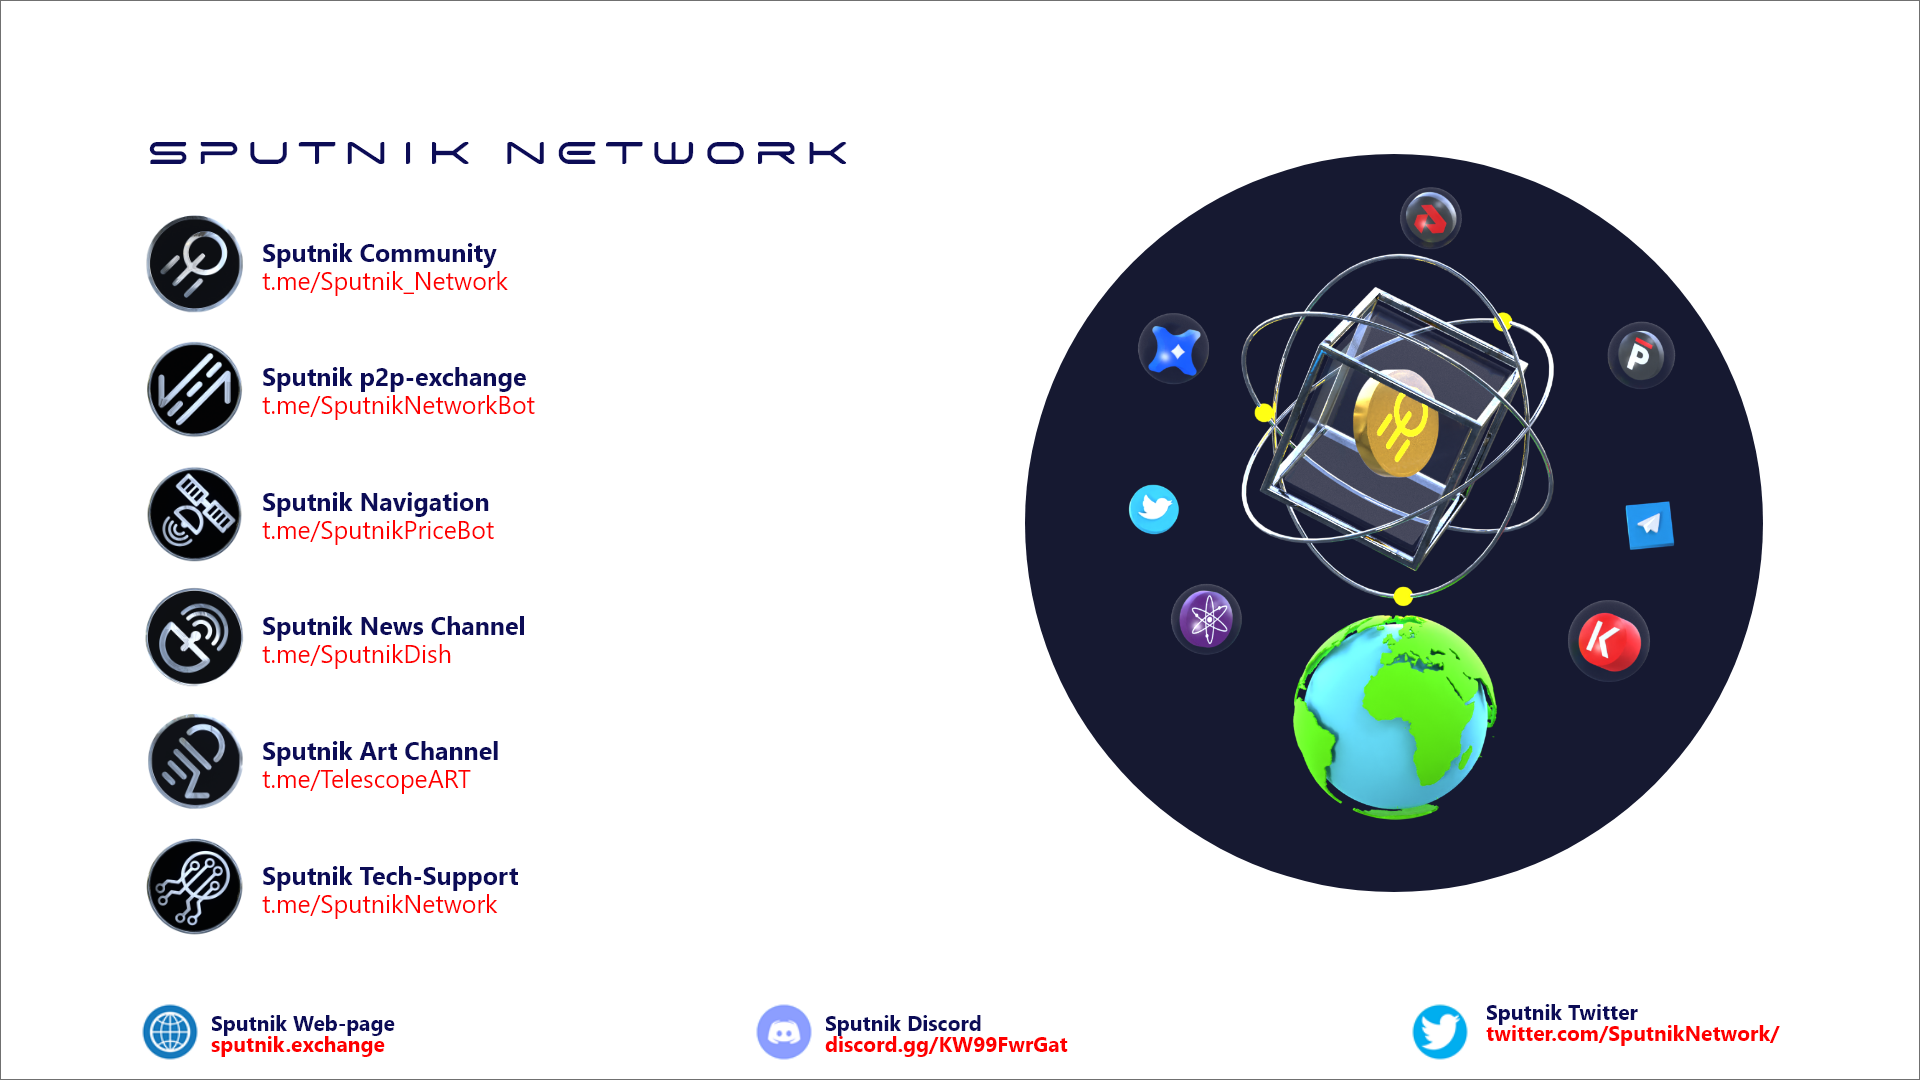 SPUTNIK NETWORK
Sputnik Community
t.me/Sputnik_Network
Sputnik p2p-exchange
t.me/SputnikNetworkBot
Sputnik Navigation
t.me/SputnikPriceBot
Sputnik News Channel
t.me/SputnikDish
Sputnik Art Channel
t.me/TelescopeART
Sputnik Tech-Support
t.me/SputnikNetwork
Sputnik Web-page
sputnik.exchange
Sputnik Discord
discord.gg/KW99FwrGat
Sputnik Twitter
twitter.com/SputnikNetwork/